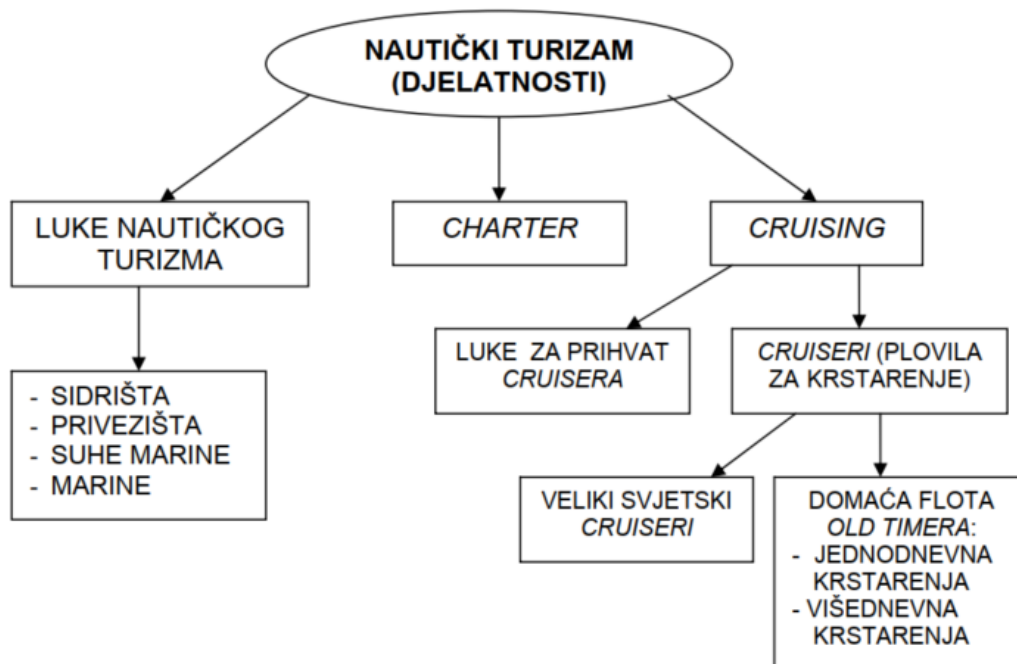 NAUTIČKI TURIZAM
(DJELATNOSTI)
LUKE NAUTIČKOG
TURIZMA
CHARTER
CRUISING
LUKE ZA PRIHVAT
CRUISERA
CRUISERI (PLOVILA
ZA KRSTARENJE)
- SIDRIŠTA
- PRIVEZIŠTA
- SUHE MARINE
- MARINE
VELIKI SVJETSKI
CRUISERI
DOMAĆA FLOTA
OLD TIMERA:
- JEDNODNEVNA
KRSTARENJA
- VIŠEDNEVNA
KRSTARENJA